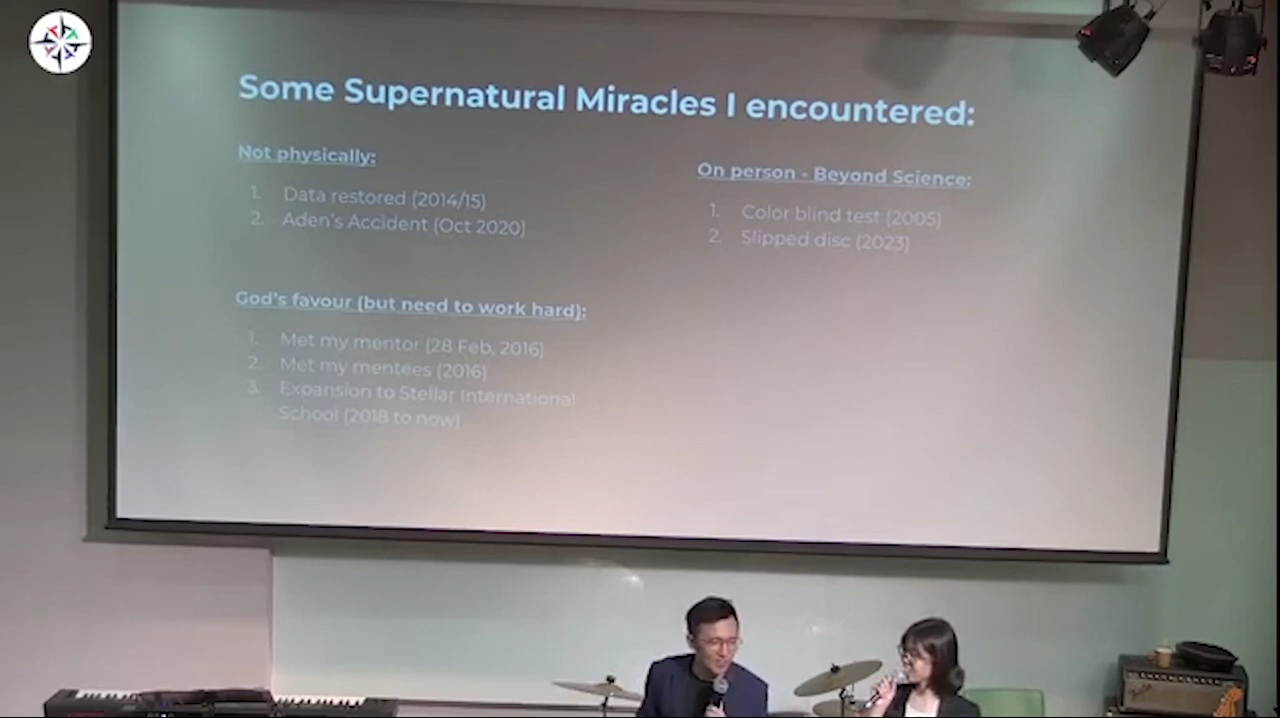 Some Supernatural Miracles I encountered:
Not physically:
1. Data restored (2014/15)
2. Aden's Accident (Oct 2020)
On person - Beyond Science:
1. Color blind test (2005)
2. Slipped disc (2023)
God's favour (but need to work hard):
1. Met my mentor (28 Feb, 2016)
2. Met my mentees (2016)
3. Expansion to Stellar International
School (2018 to now)
Fender